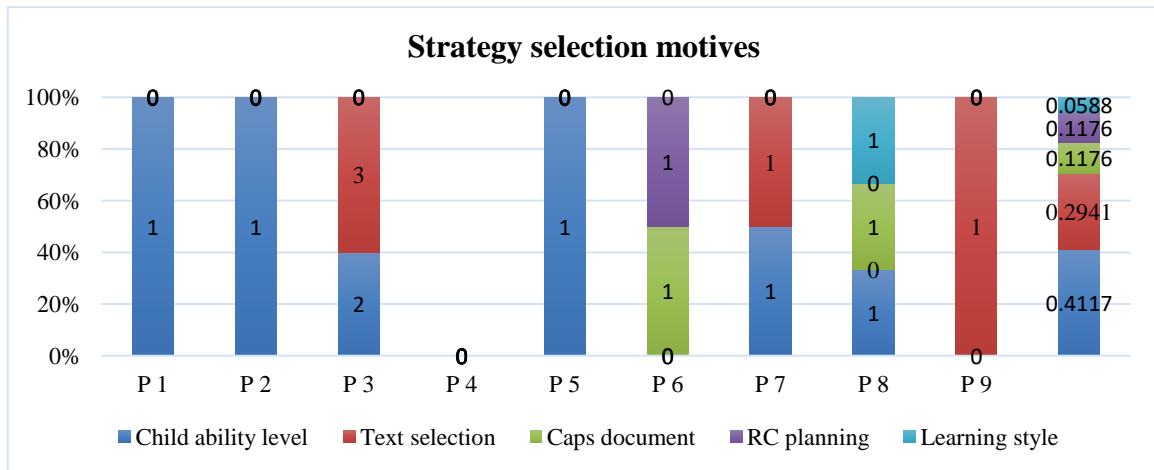 Strategy selection motives
100% 0 0 0 0 0 0 0 0.0588
80% 1 0.1176
3 1 1 0 0.1176
60% 0.2941
1 1 1 1 1
40% 0
20% 2 1 1 1 0.4117
0% 0 0 0
P 1 P 2 P 3 P 4 P 5 P 6 P 7 P 8 P 9
Child ability level Text selection Caps document RC planning Learning style